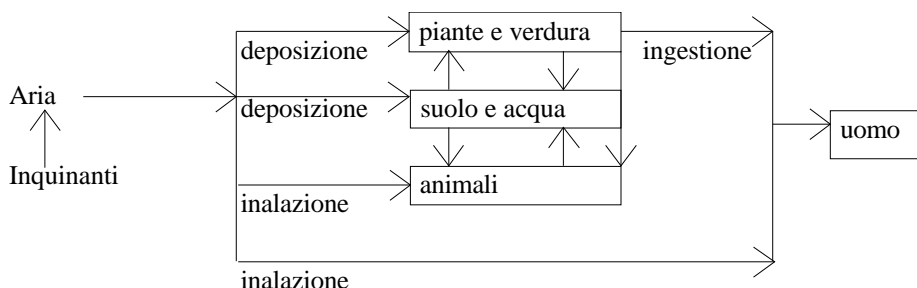 piante e verdura
deposizione
ingestione
Aria
deposizione
suolo e acqua
uomo
Inquinanti
animali
inalazione
inalazione